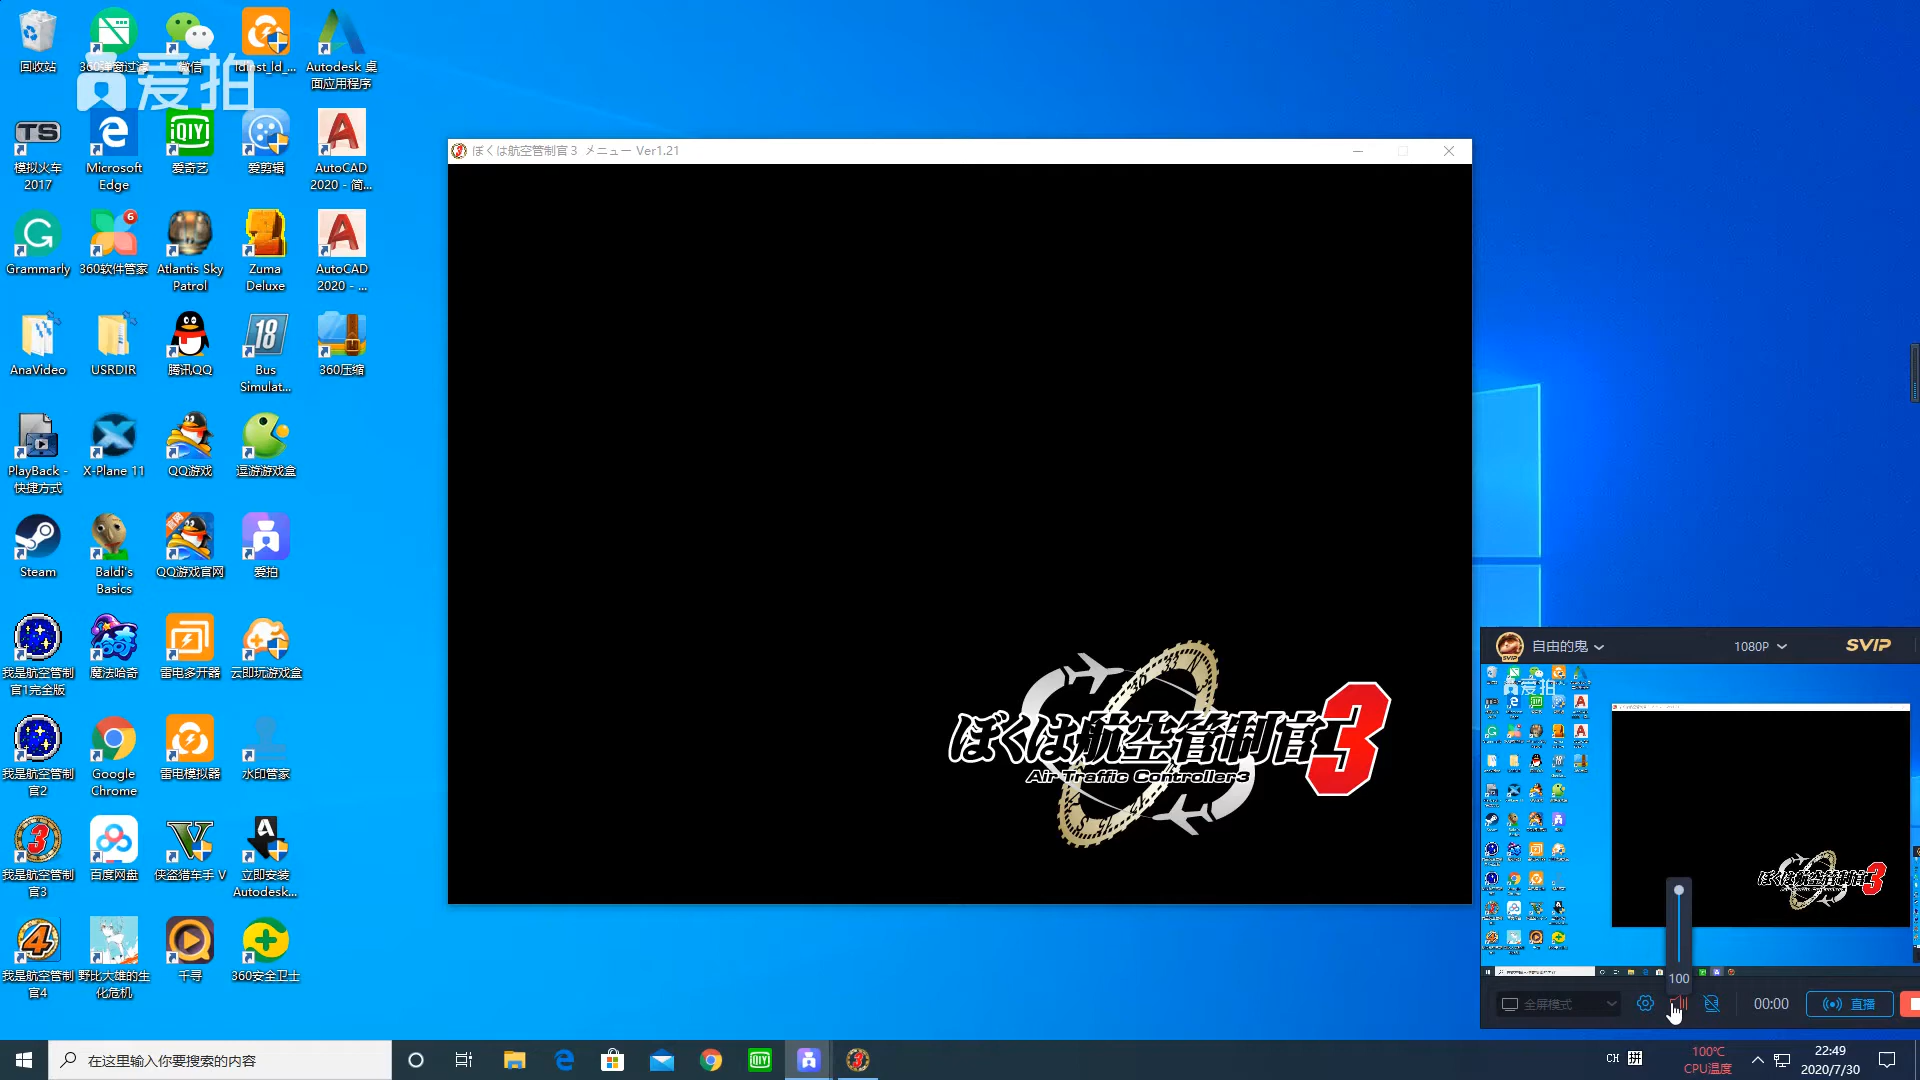 回收站
360弹窗过滤
微信
ldinst_ld_...
Autodesk 桌
面应用程序
爱拍
模拟火车
2017
Microsoft
Edge
iQIYI
爱奇艺
爱剪辑
AutoCAD
2020 - 简...
Grammarly
360软件管家
6
Atlantis Sky
Patrol
Zuma
Deluxe
AutoCAD
2020 - ...
AnaVideo
USRDIR
腾讯QQ
18
Bus
Simulat...
360压缩
PlayBack -
快捷方式
X-Plane 11
QQ游戏
逗游游戏盒
Steam
Baldi's
Basics
QQ游戏官网
爱拍
我是航空管制
官1完全版
魔法哈奇
雷电多开器
云即玩游戏盒
我是航空管制
官2
Google
Chrome
雷电模拟器
水印管家
我是航空管制
官3
百度网盘
侠盗猎车手 V
立即安装
Autodesk...
我是航空管制
官4
野比大雄的生
化危机
千寻
360安全卫士
ぼくは航空管制官3 メニュー Ver1.21
ぼくは航空管制官3
Air Traffic Controller3
自由的鬼
1080P
SVIP
100
全屏模式
00:00
直播
在这里输入你要搜索的内容
CH
拼
100℃
CPU温度
22:49
2020/7/30